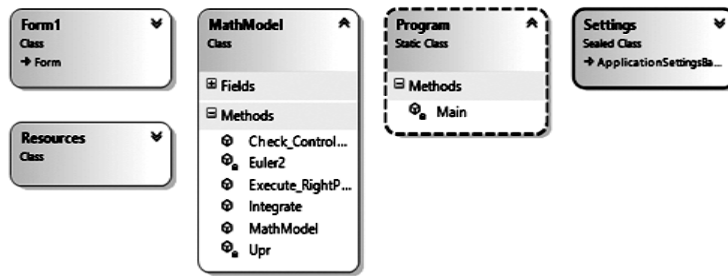 Form1
Class
→ Form
Resources
Class
MathModel
Class
Fields
Methods
Check_Control...
Euler2
Execute_RightP...
Integrate
MathModel
Upr
Program
Static Class
Methods
Main
Settings
Sealed Class
→ ApplicationSettingsBa...